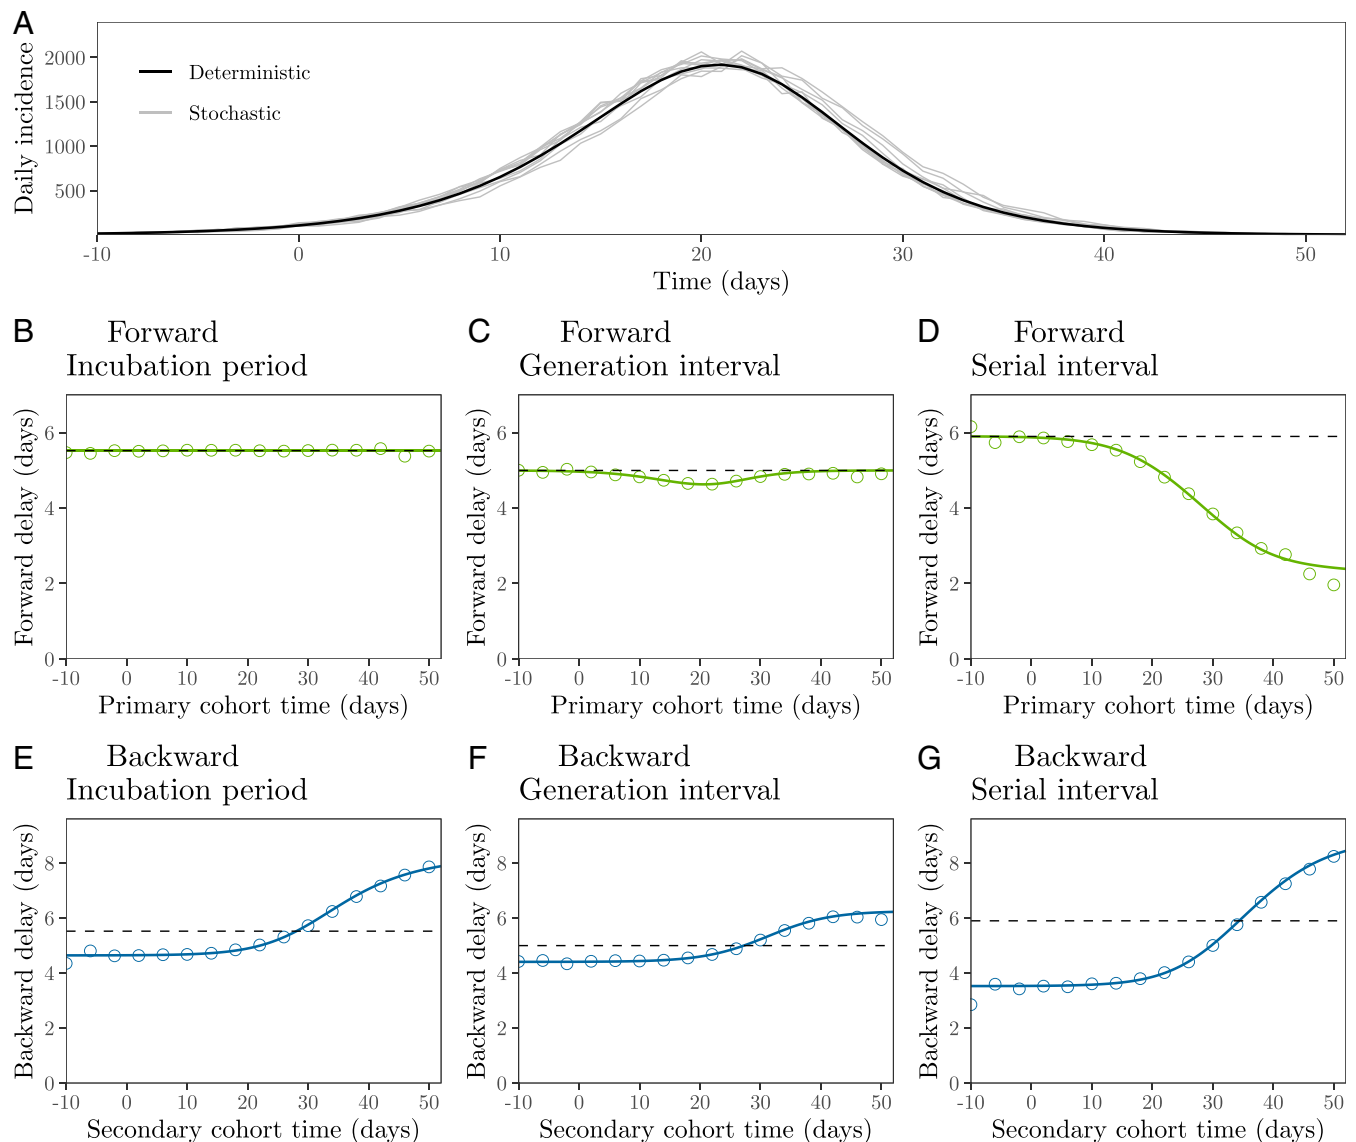 A
Daily incidence
2000
1500
1000
500
Deterministic
Stochastic
-10 0 10 20 30 40 50
Time (days)
B Forward
Incubation period
Forward delay (days)
6
4
2
0
-10 0 10 20 30 40 50
Primary cohort time (days)
C Forward
Generation interval
Forward delay (days)
6
4
2
0
-10 0 10 20 30 40 50
Primary cohort time (days)
D Forward
Serial interval
Forward delay (days)
6
4
2
0
-10 0 10 20 30 40 50
Primary cohort time (days)
E Backward
Incubation period
Backward delay (days)
8
6
4
2
0
-10 0 10 20 30 40 50
Secondary cohort time (days)
F Backward
Generation interval
Backward delay (days)
8
6
4
2
0
-10 0 10 20 30 40 50
Secondary cohort time (days)
G Backward
Serial interval
Backward delay (days)
8
6
4
2
0
-10 0 10 20 30 40 50
Secondary cohort time (days)